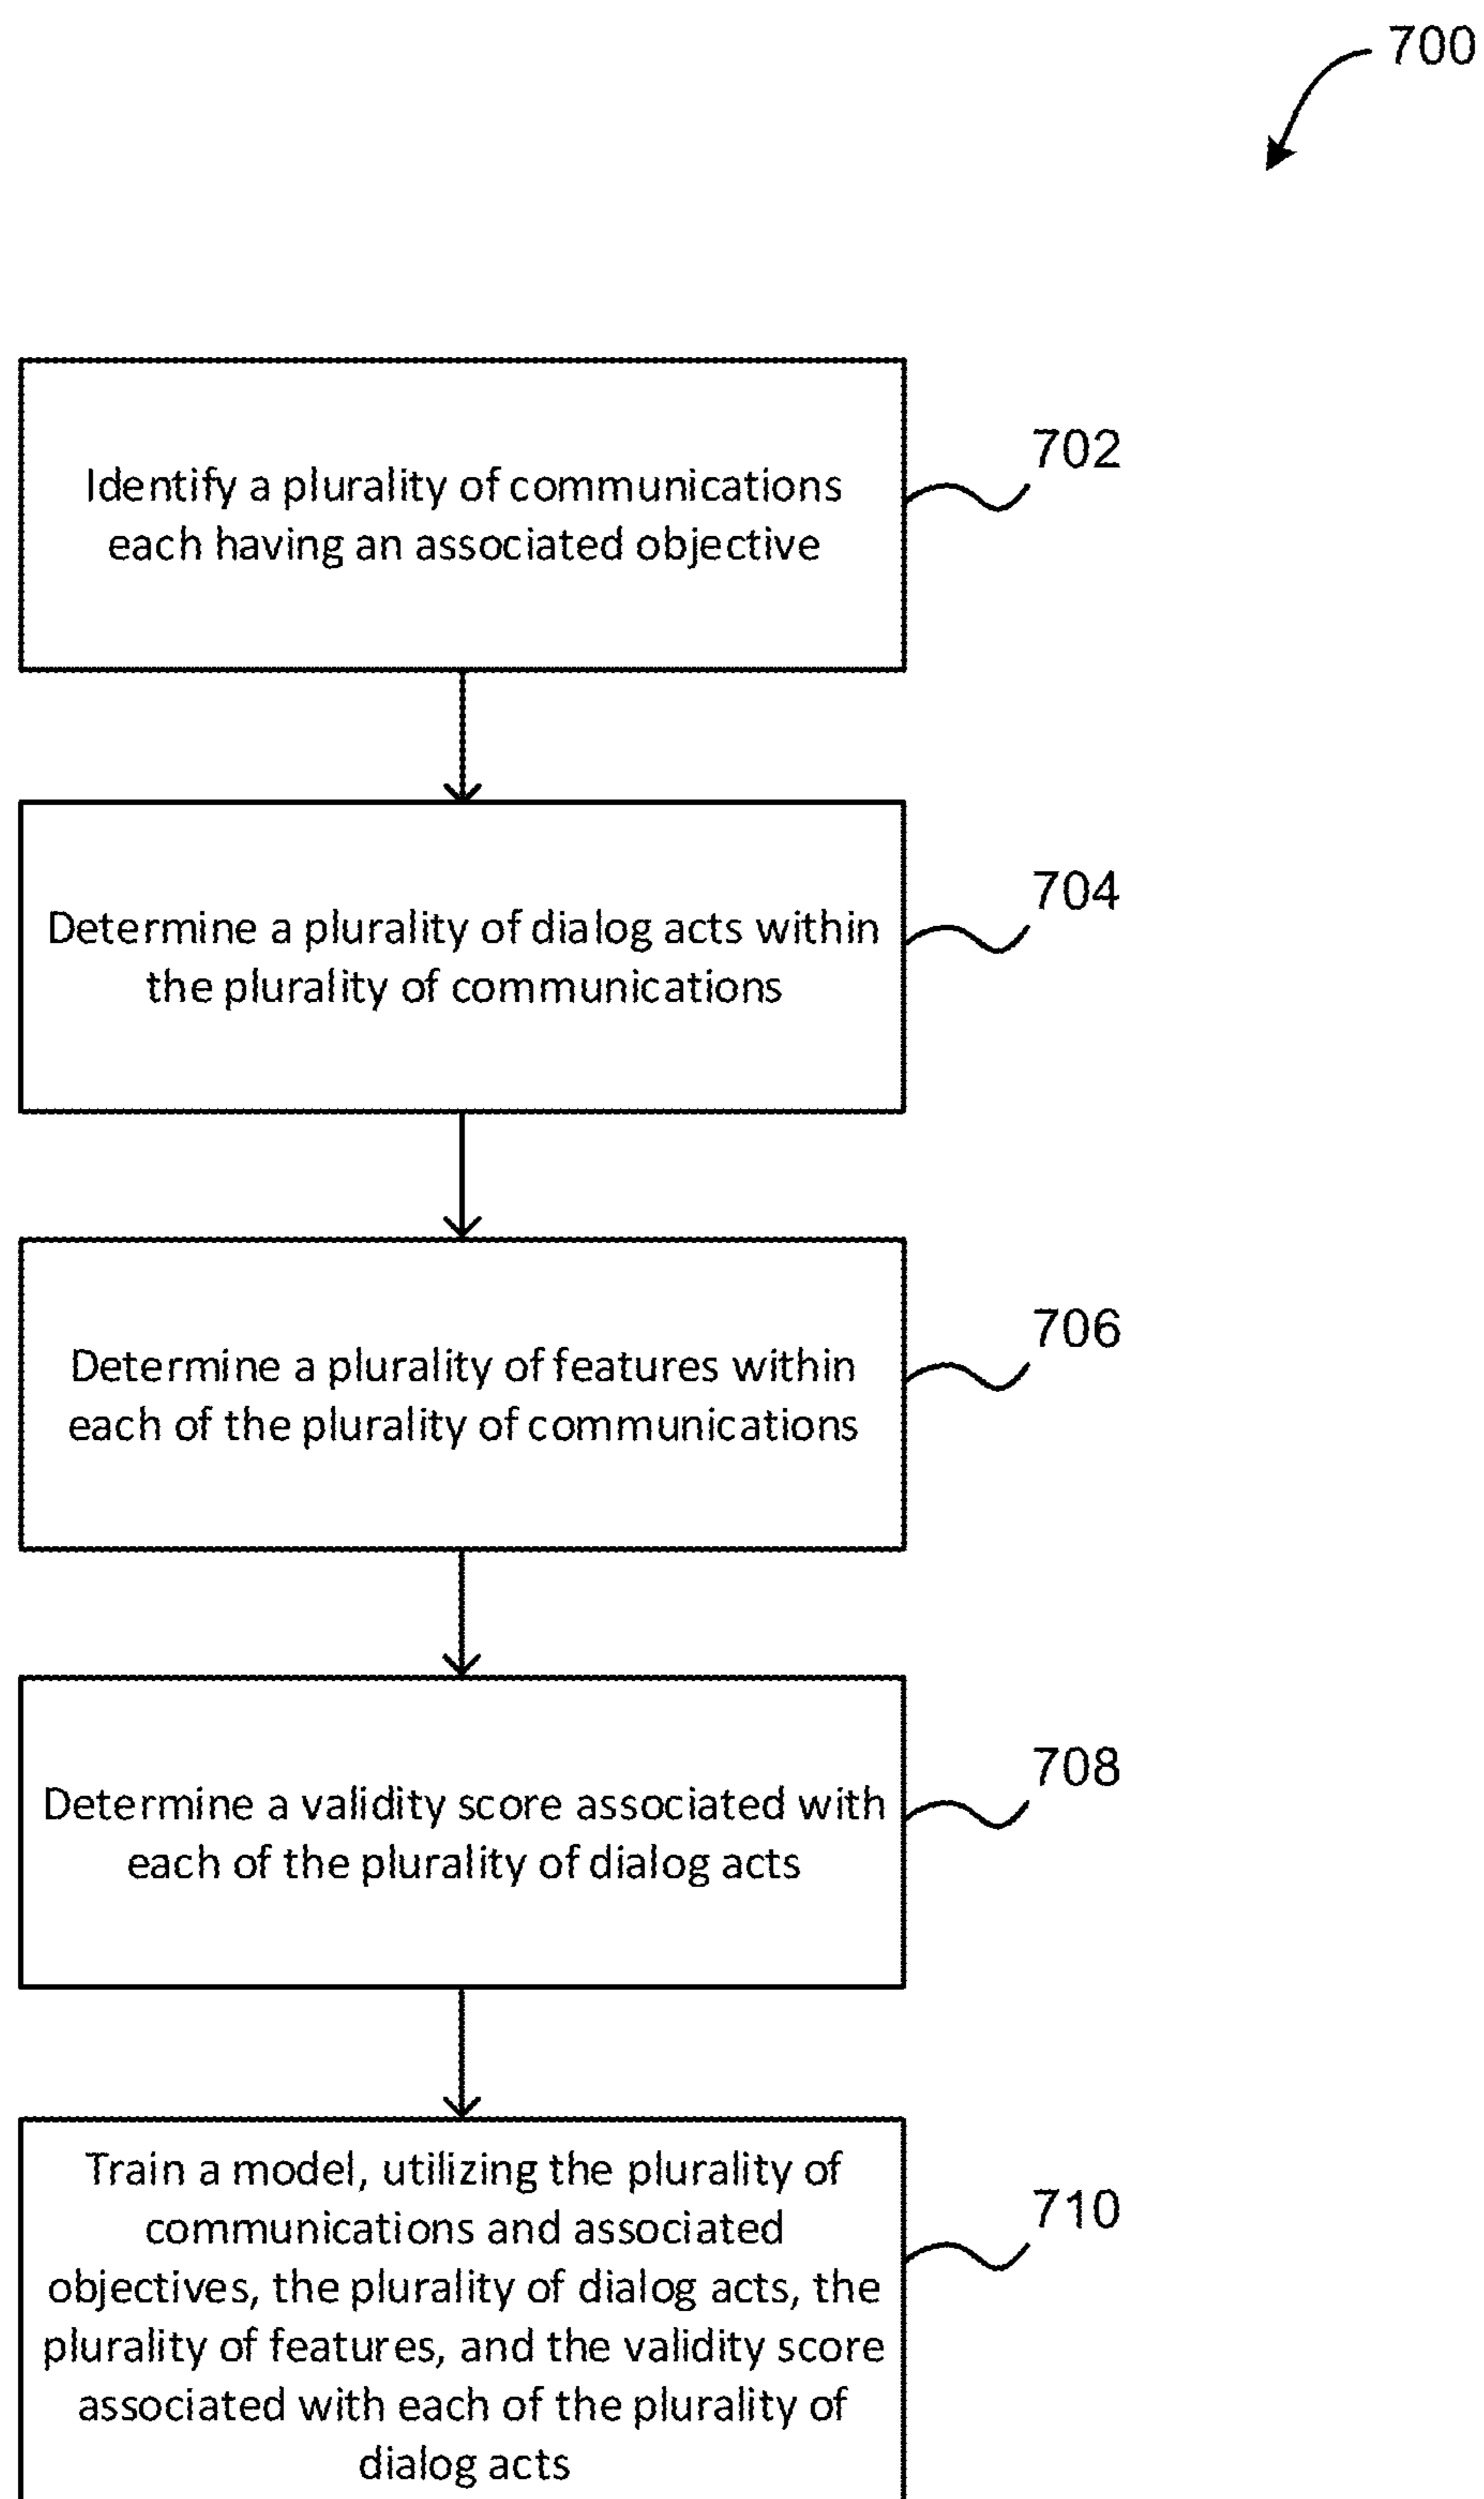 700
Identify a plurality of communications
each having an associated objective
702
Determine a plurality of dialog acts within
the plurality of communications
704
Determine a plurality of features within
each of the plurality of communications
706
Determine a validity score associated with
each of the plurality of dialog acts
708
Train a model, utilizing the plurality of
communications and associated
objectives, the plurality of dialog acts, the
plurality of features, and the validity score
associated with each of the plurality of
dialog acts
710